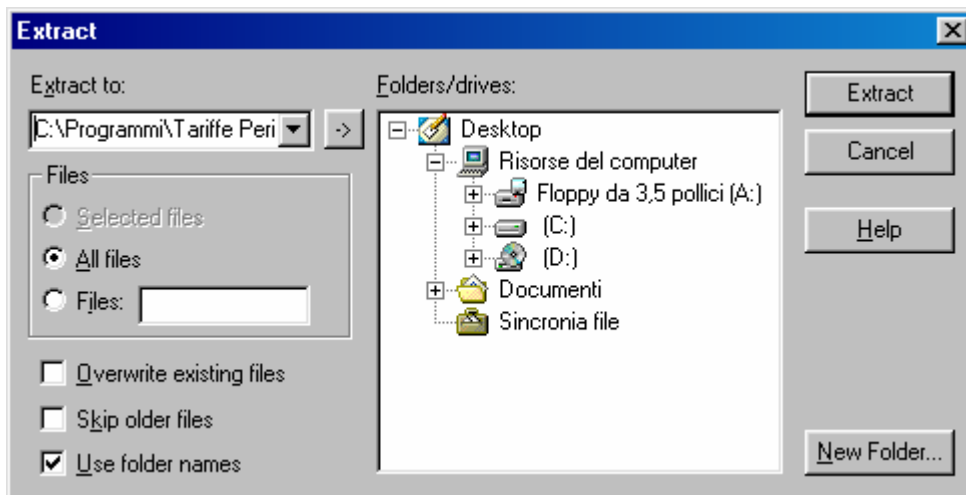 Extract
Extract to:
C:\Programmi\Tariffe Peri
->
Files
Selected files
All files
Files:
Overwrite existing files
Skip older files
Use folder names
Folders/drives:
Desktop
Risorse del computer
Floppy da 3,5 pollici (A:)
(C:)
(D:)
Documenti
Sincronia file
Extract
Cancel
Help
New Folder...